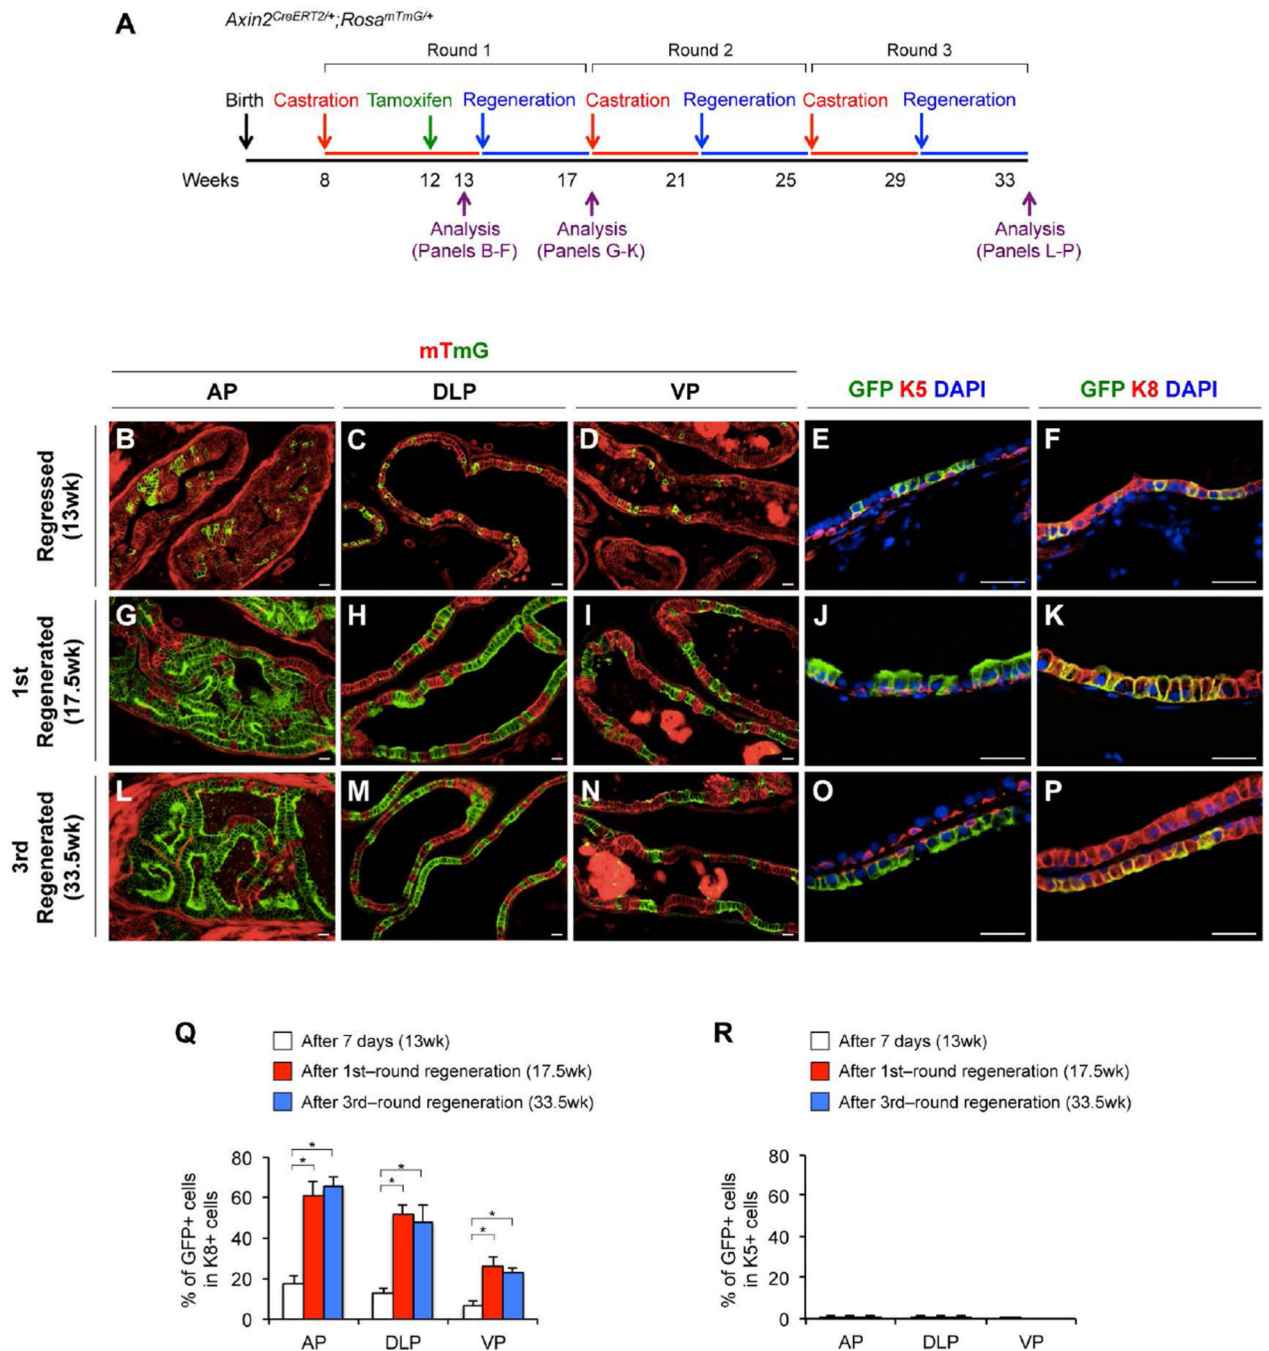 A
Axin2CreERT2/+;RosamTmG/+
Round 1 Round 2 Round 3
Birth Castration Tamoxifen Regeneration Castration Regeneration Castration Regeneration
Weeks 8 12 13 17 21 25 29 33
Analysis Analysis Analysis
(Panels B-F) (Panels G-K) (Panels L-P)
mTmG
AP DLP VP GFP K5 DAPI GFP K8 DAPI
Regressed
(13wk)
B C D E F
1st
Regenerated
(17.5wk)
G H I J K
3rd
Regenerated
(33.5wk)
L M N O P
Q
After 7 days (13wk)
After 1st–round regeneration (17.5wk)
After 3rd–round regeneration (33.5wk)
% of GFP+ cells
in K8+ cells
80
60
40
20
0
* *
* *
* *
AP DLP VP
R
After 7 days (13wk)
After 1st–round regeneration (17.5wk)
After 3rd–round regeneration (33.5wk)
% of GFP+ cells
in K5+ cells
80
60
40
20
0
AP DLP VP